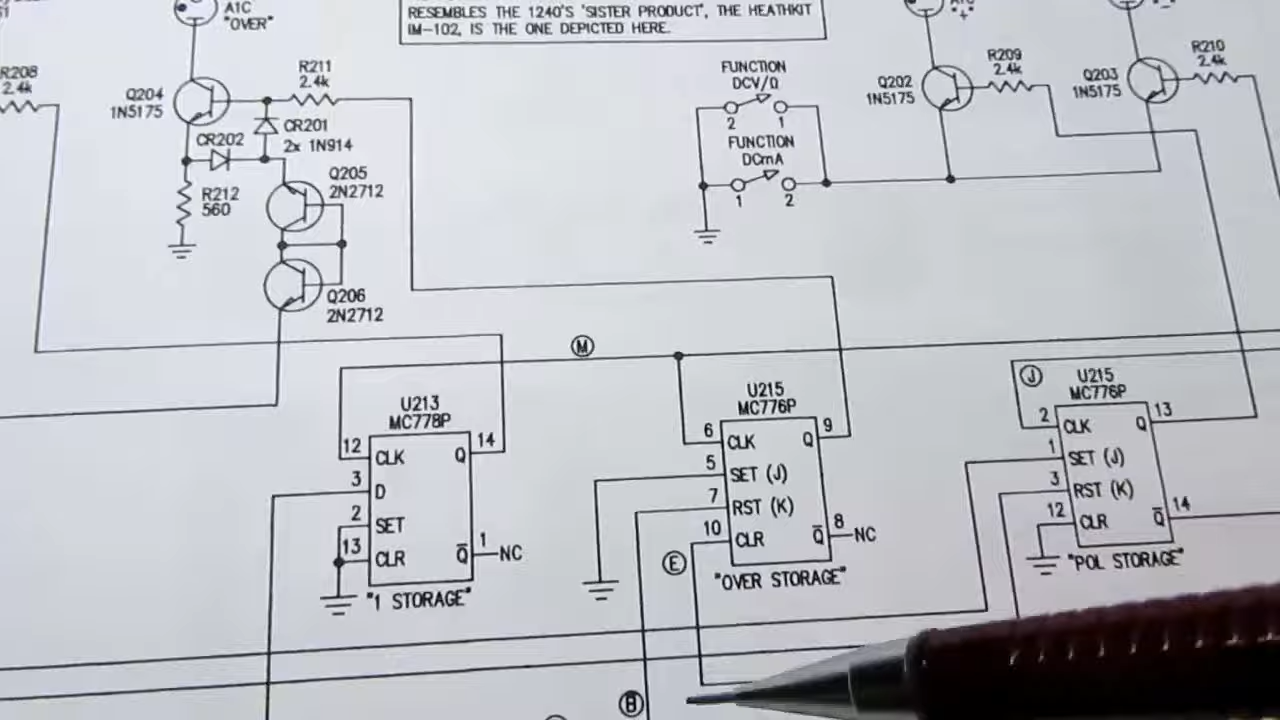 A1C
"OVER"
RESEMBLES THE 1240'S 'SISTER PRODUCT', THE HEATHKIT
IM-102, IS THE ONE DEPICTED HERE.
R208
2.4k
Q204
1N5175
R211
2.4k
CR201
2x 1N914
CR202
R212
560
Q205
2N2712
Q206
2N2712
FUNCTION
DCV/Ω
2 1
FUNCTION
DCmA
1 2
Q202
1N5175
R209
2.4k
Q203
1N5175
R210
2.4k
M
U213
MC778P
12 CLK Q 14
3 D
2 SET
13 CLR Q̅ 1 NC
"1 STORAGE"
U215
MC776P
6 CLK Q 9
5 SET (J)
7 RST (K)
10 CLR Q̅ 8 NC
E
"OVER STORAGE"
J
U215
MC776P
2 CLK Q 13
1 SET (J)
3 RST (K)
12 CLR Q̅ 14
"POL STORAGE"